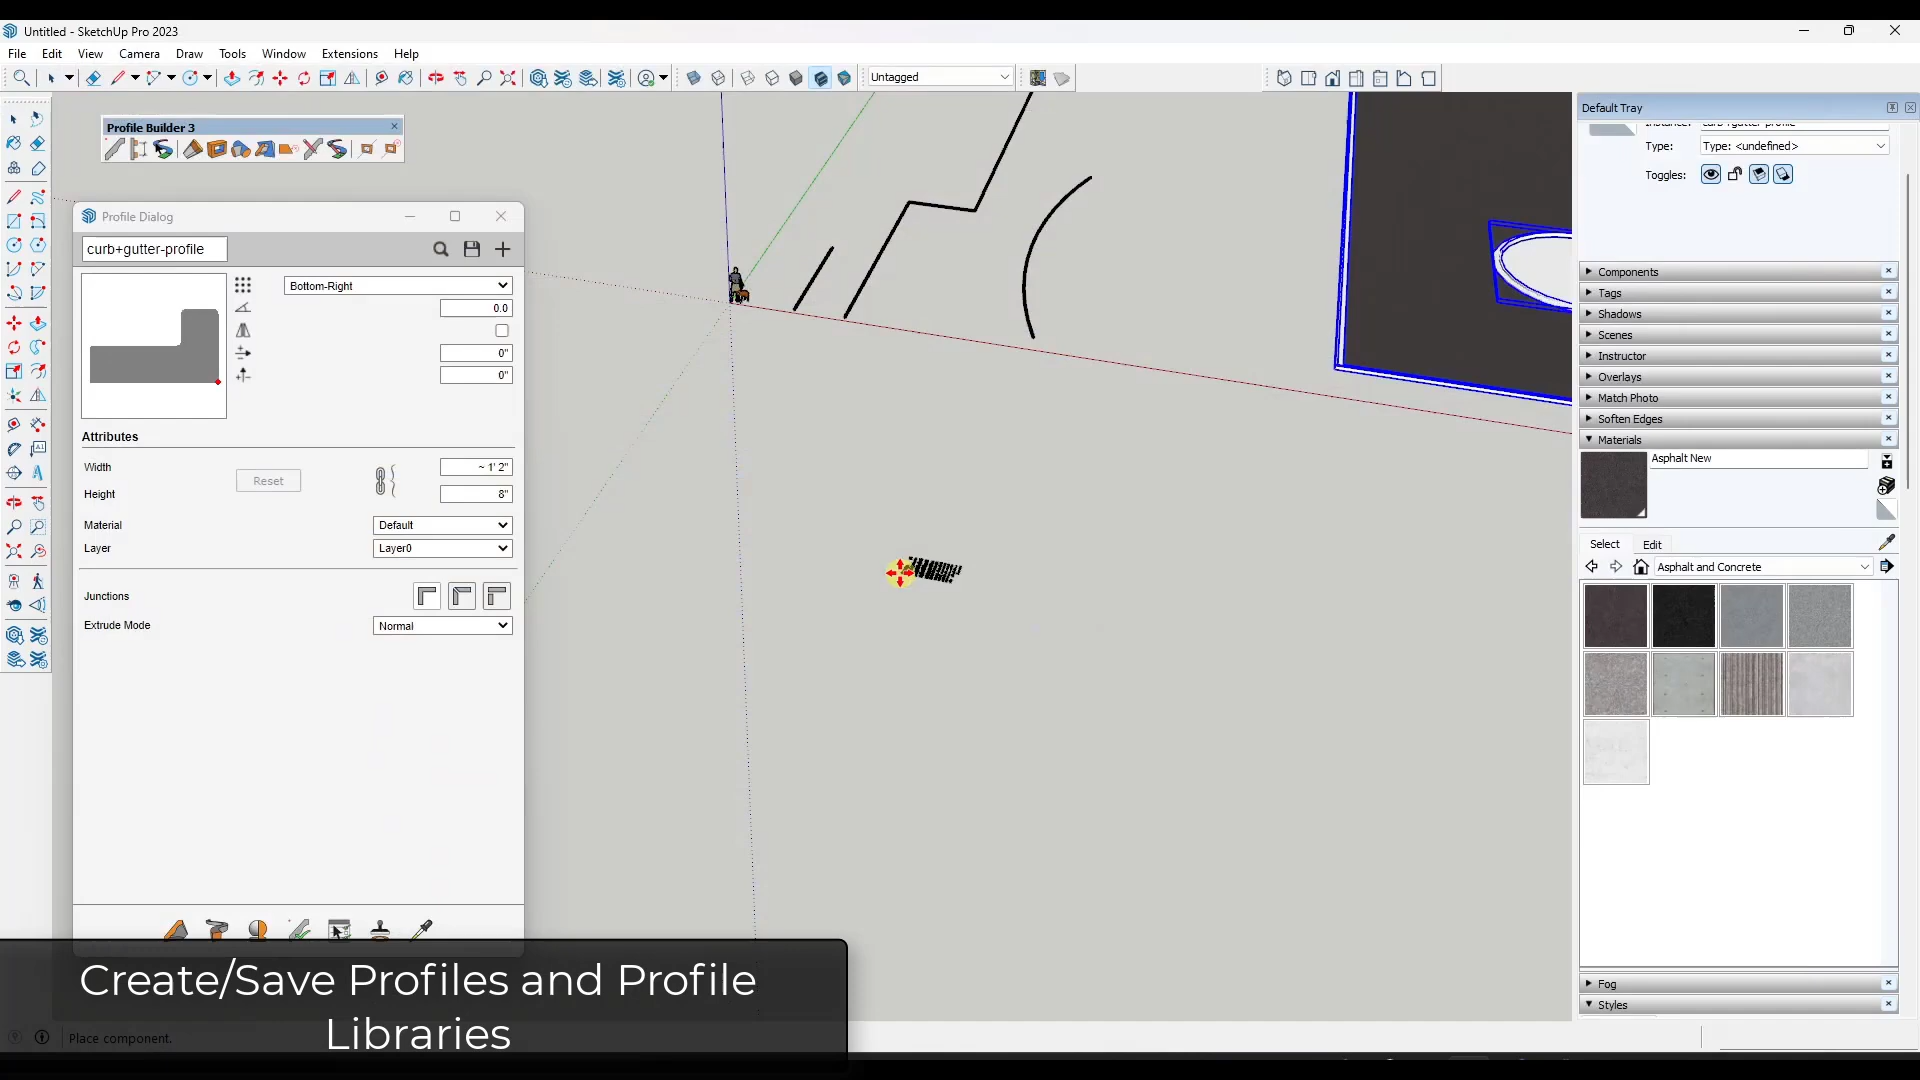 Untitled - SketchUp Pro 2023
File Edit View Camera Draw Tools Window Extensions Help
Untagged
Profile Builder 3
Profile Dialog
curb+gutter-profile
Bottom-Right
0.0
0"
0"
Attributes
Width
~ 1' 2"
Reset
Height
8"
Material
Default
Layer
Layer0
Junctions
Extrude Mode
Normal
Default Tray
Type: Type: <undefined>
Toggles:
Components
Tags
Shadows
Scenes
Instructor
Overlays
Match Photo
Soften Edges
Materials
Asphalt New
Select Edit
Asphalt and Concrete
Fog
Styles
Create/Save Profiles and Profile
Libraries
Place component.